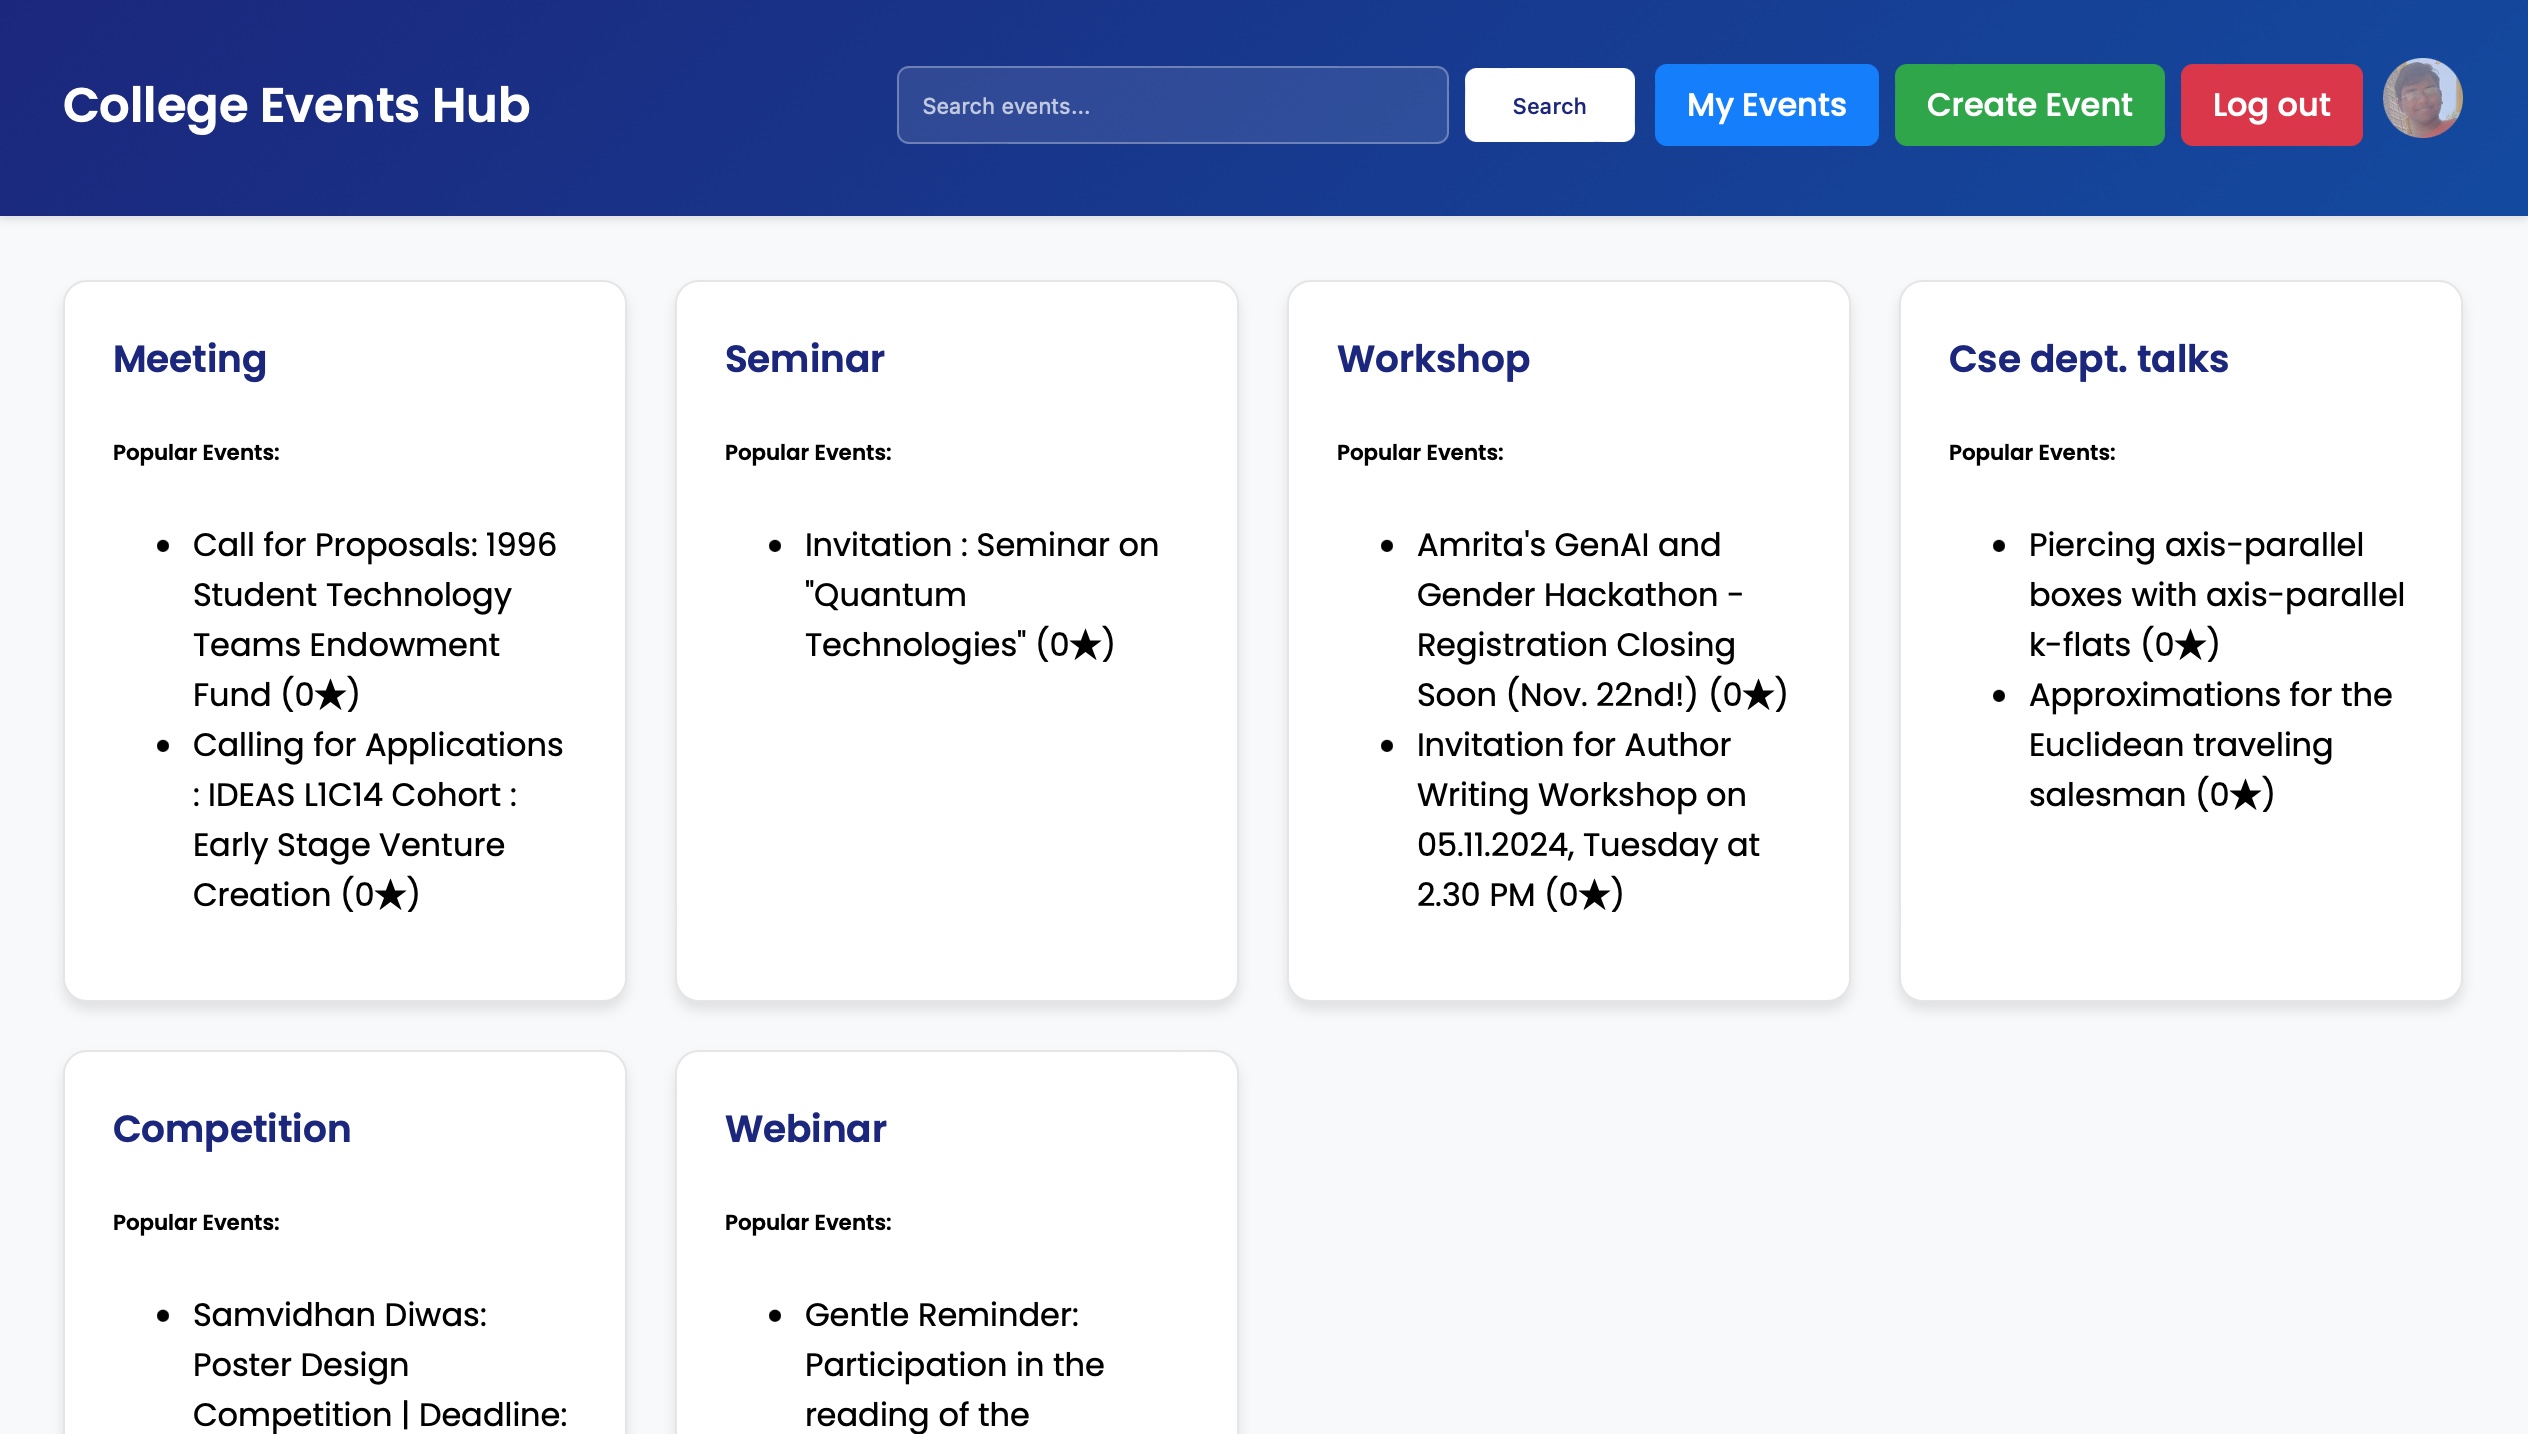 College Events Hub
Search events...
Search
My Events
Create Event
Log out
Meeting
Popular Events:
Call for Proposals: 1996
Student Technology
Teams Endowment
Fund (0★)
Calling for Applications
: IDEAS L1C14 Cohort :
Early Stage Venture
Creation (0★)
Seminar
Popular Events:
Invitation : Seminar on
"Quantum
Technologies" (0★)
Workshop
Popular Events:
Amrita's GenAI and
Gender Hackathon -
Registration Closing
Soon (Nov. 22nd!) (0★)
Invitation for Author
Writing Workshop on
05.11.2024, Tuesday at
2.30 PM (0★)
Cse dept. talks
Popular Events:
Piercing axis-parallel
boxes with axis-parallel
k-flats (0★)
Approximations for the
Euclidean traveling
salesman (0★)
Competition
Popular Events:
Samvidhan Diwas:
Poster Design
Competition | Deadline:
Webinar
Popular Events:
Gentle Reminder:
Participation in the
reading of the